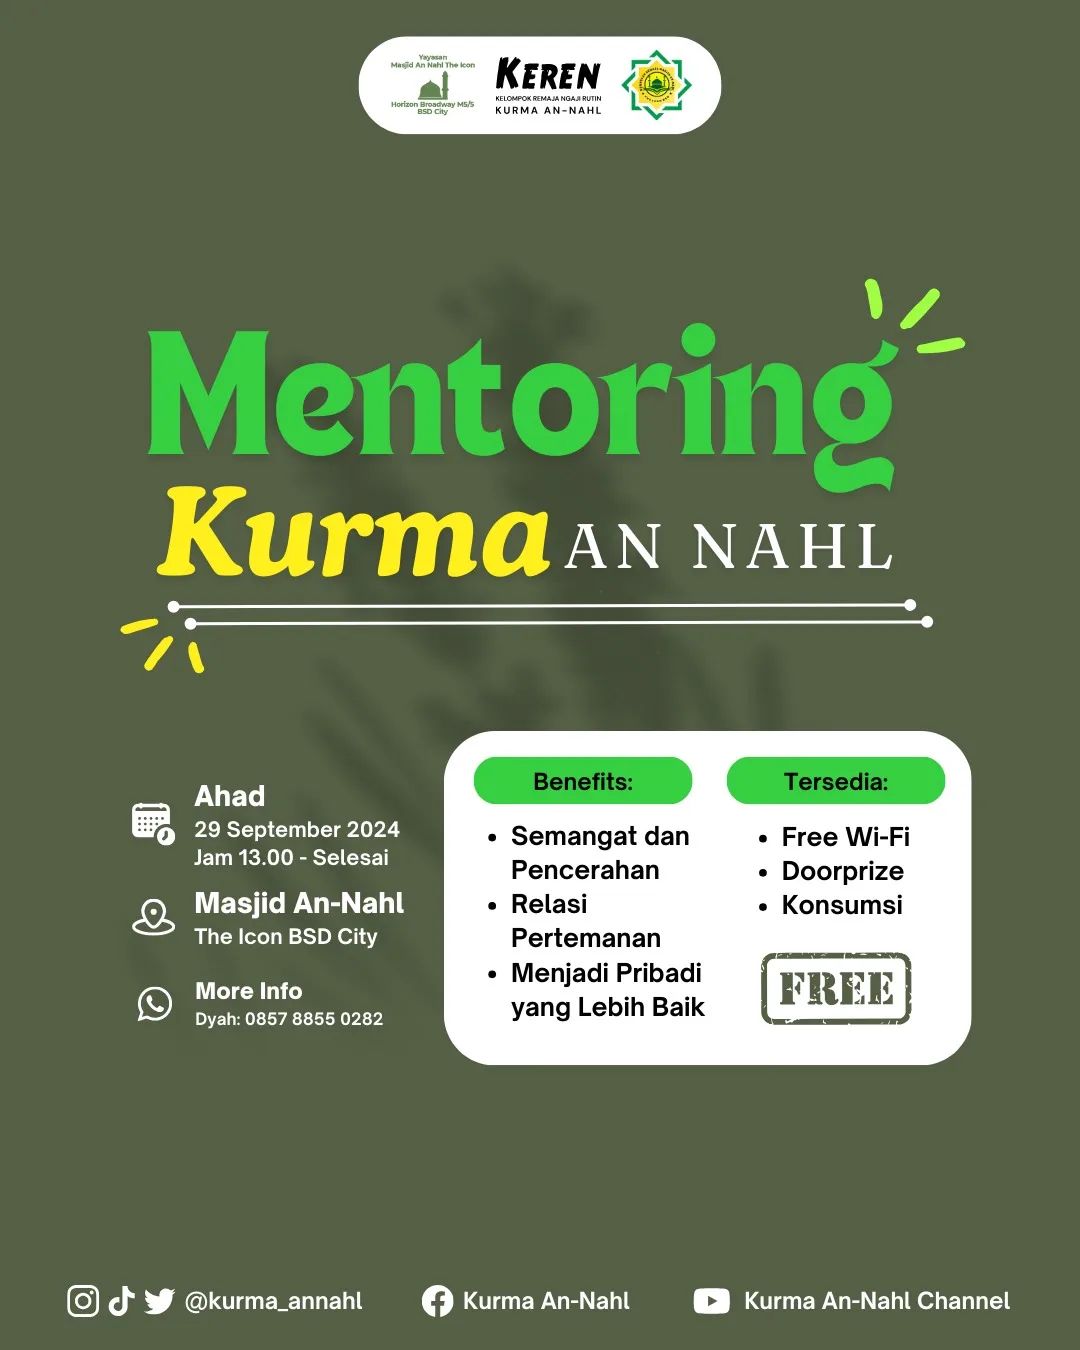 Yayasan
Masjid An Nahl The Icon
Horizon Broadway M5/5
BSD City
KEREN
KELOMPOK REMAJA NGAJI RUTIN
KURMA AN-NAHL
Mentoring
Kurma AN NAHL
Ahad
29 September 2024
Jam 13.00 - Selesai
Masjid An-Nahl
The Icon BSD City
More Info
Dyah: 0857 8855 0282
Benefits:
• Semangat dan
Pencerahan
• Relasi
Pertemanan
• Menjadi Pribadi
yang Lebih Baik
Tersedia:
• Free Wi-Fi
• Doorprize
• Konsumsi
FREE
@kurma_annahl
Kurma An-Nahl
Kurma An-Nahl Channel